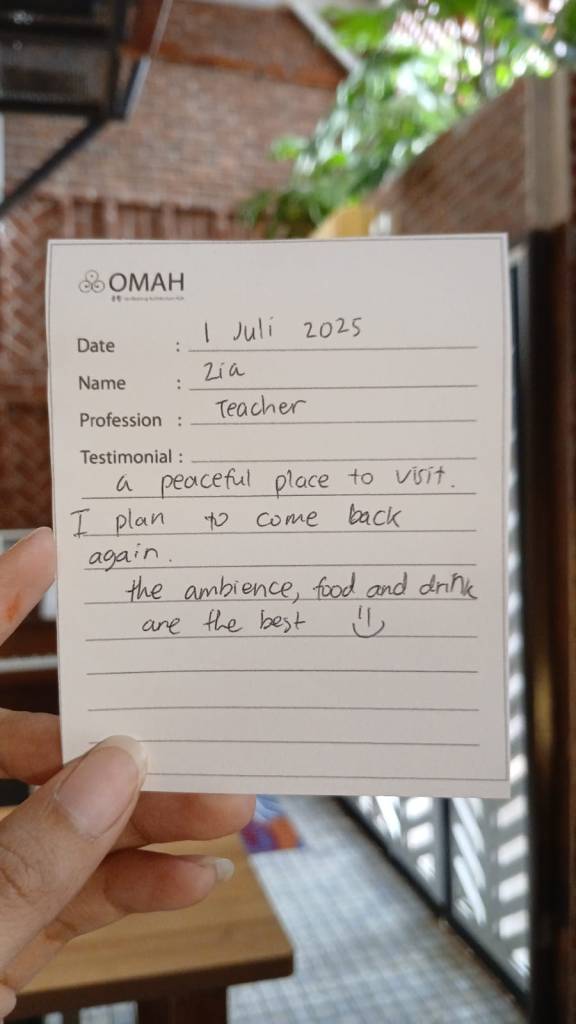 OMAH
Date : 1 Juli 2025
Name : Zia
Profession : Teacher
Testimonial :
a peaceful place to visit.
I plan to come back
again.
the ambience, food and drink
are the best